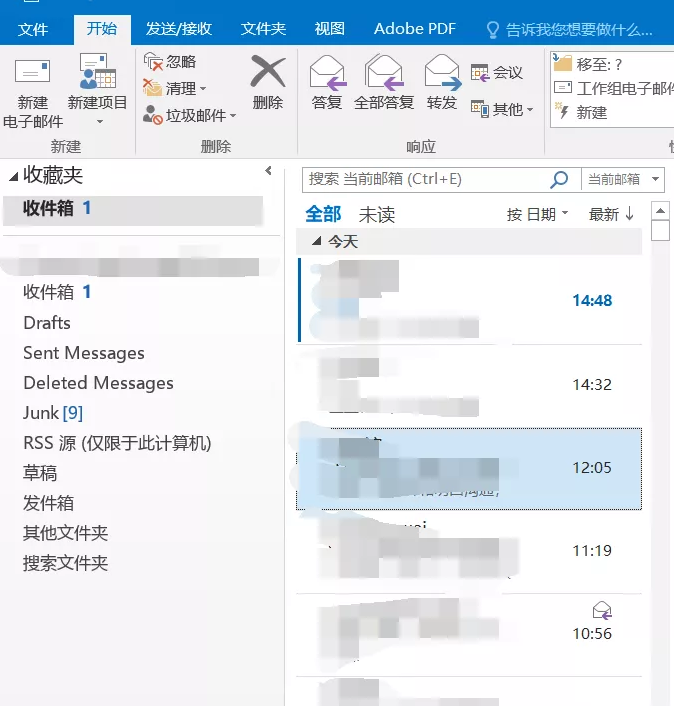 文件 开始 发送/接收 文件夹 视图 Adobe PDF 告诉我您想要做什么...
新建
电子邮件
新建项目
新建
忽略
清理
垃圾邮件
删除
删除
答复
全部答复
转发
会议
其他
响应
移至: ?
工作组电子邮件
新建
收藏夹
收件箱 1
收件箱 1
Drafts
Sent Messages
Deleted Messages
Junk [9]
RSS 源 (仅限于此计算机)
草稿
发件箱
其他文件夹
搜索文件夹
搜索 当前邮箱 (Ctrl+E) 当前邮箱
全部 未读 按 日期 最新
今天
14:48
14:32
12:05
11:19
10:56